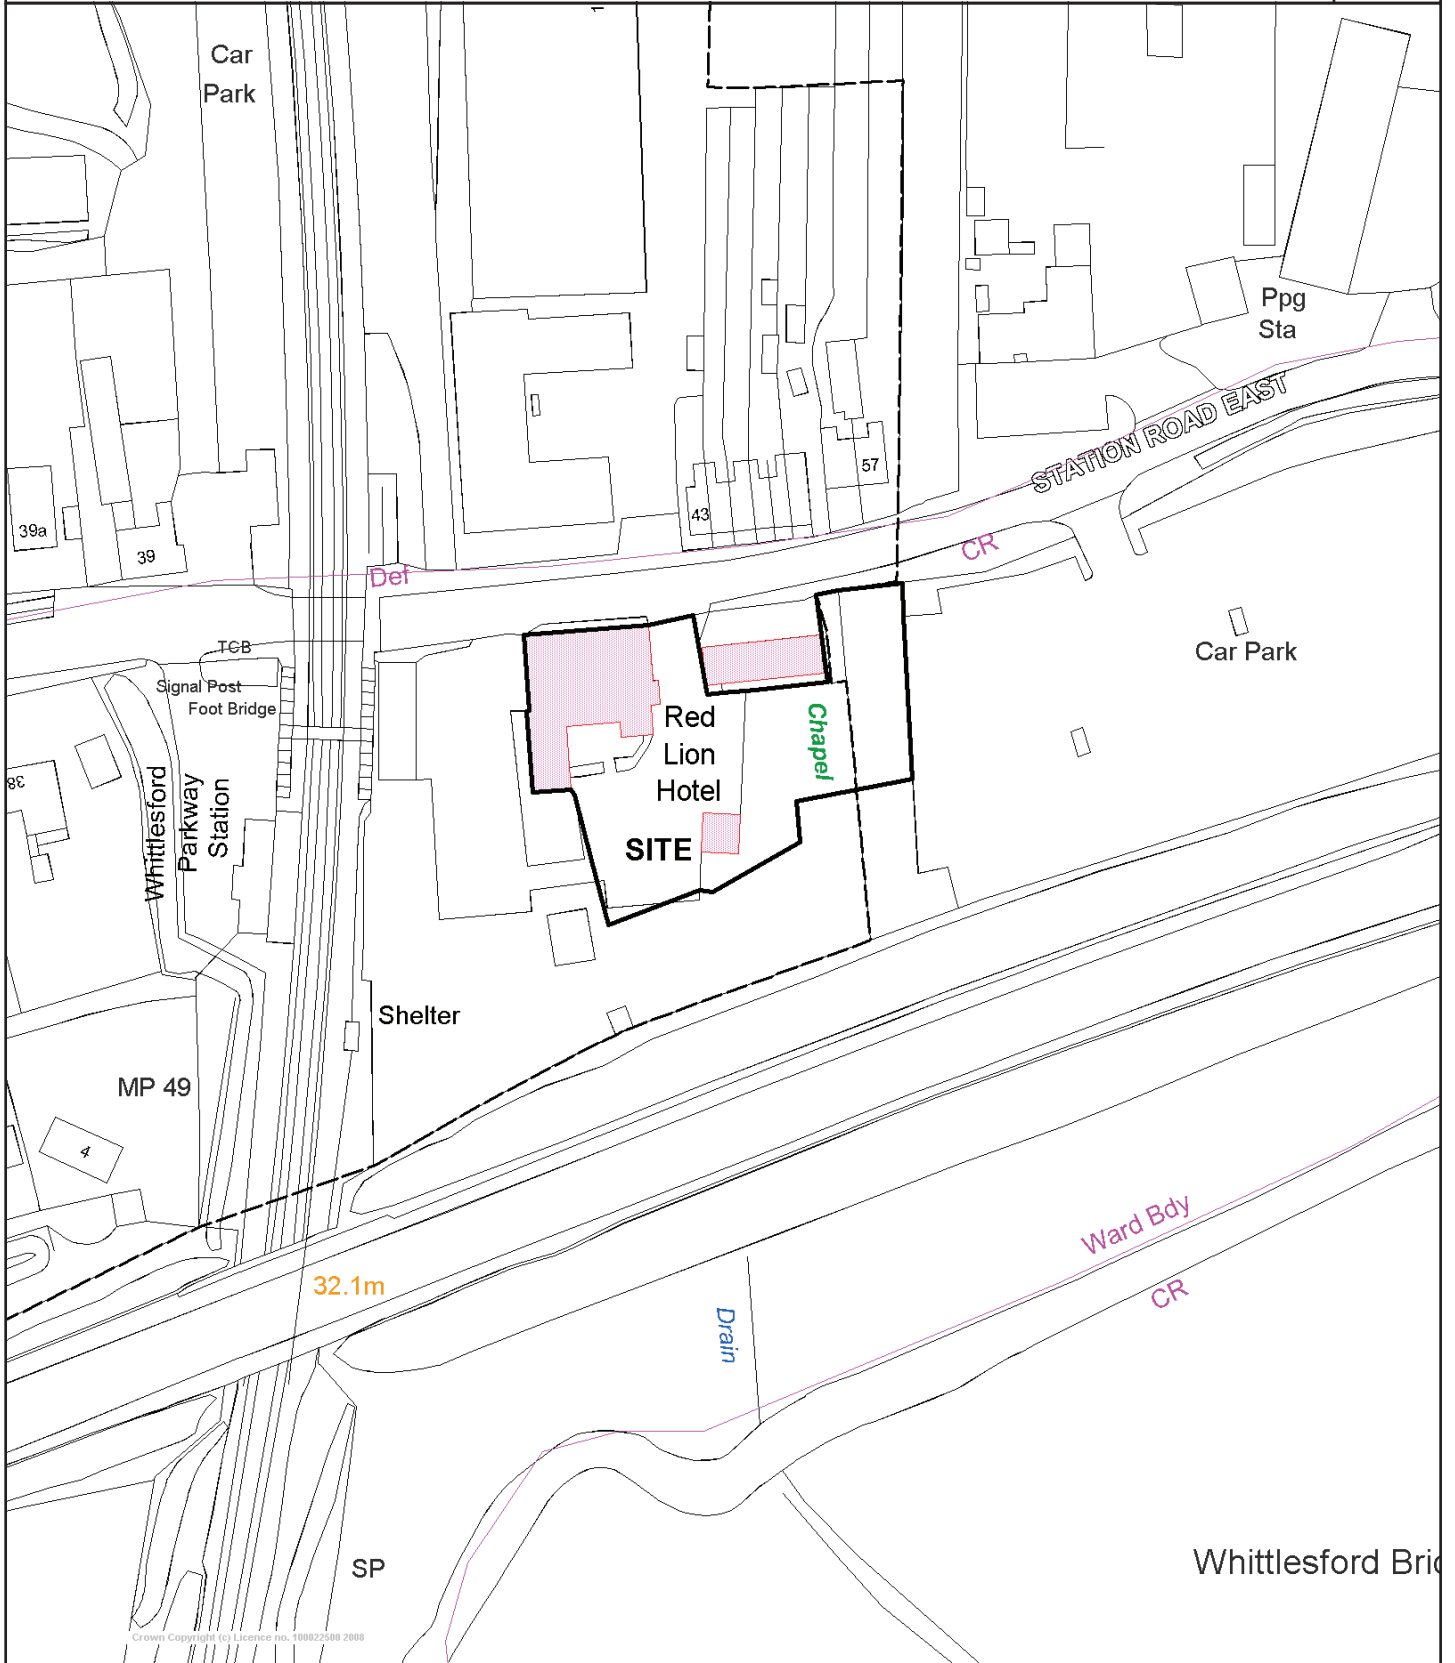 1
Car
Park
Ppg
Sta
STATION ROAD EAST
57
43
39a
39
CR
Def
TCB
Signal Post
Foot Bridge
Car Park
Red
Lion
Hotel
Chapel
38
Whittlesford
Parkway
Station
SITE
Shelter
MP 49
4
Ward Bdy
32.1m
CR
Drain
SP
Whittlesford Bric
Crown Copyright (c) Licence no. 100022500 2008